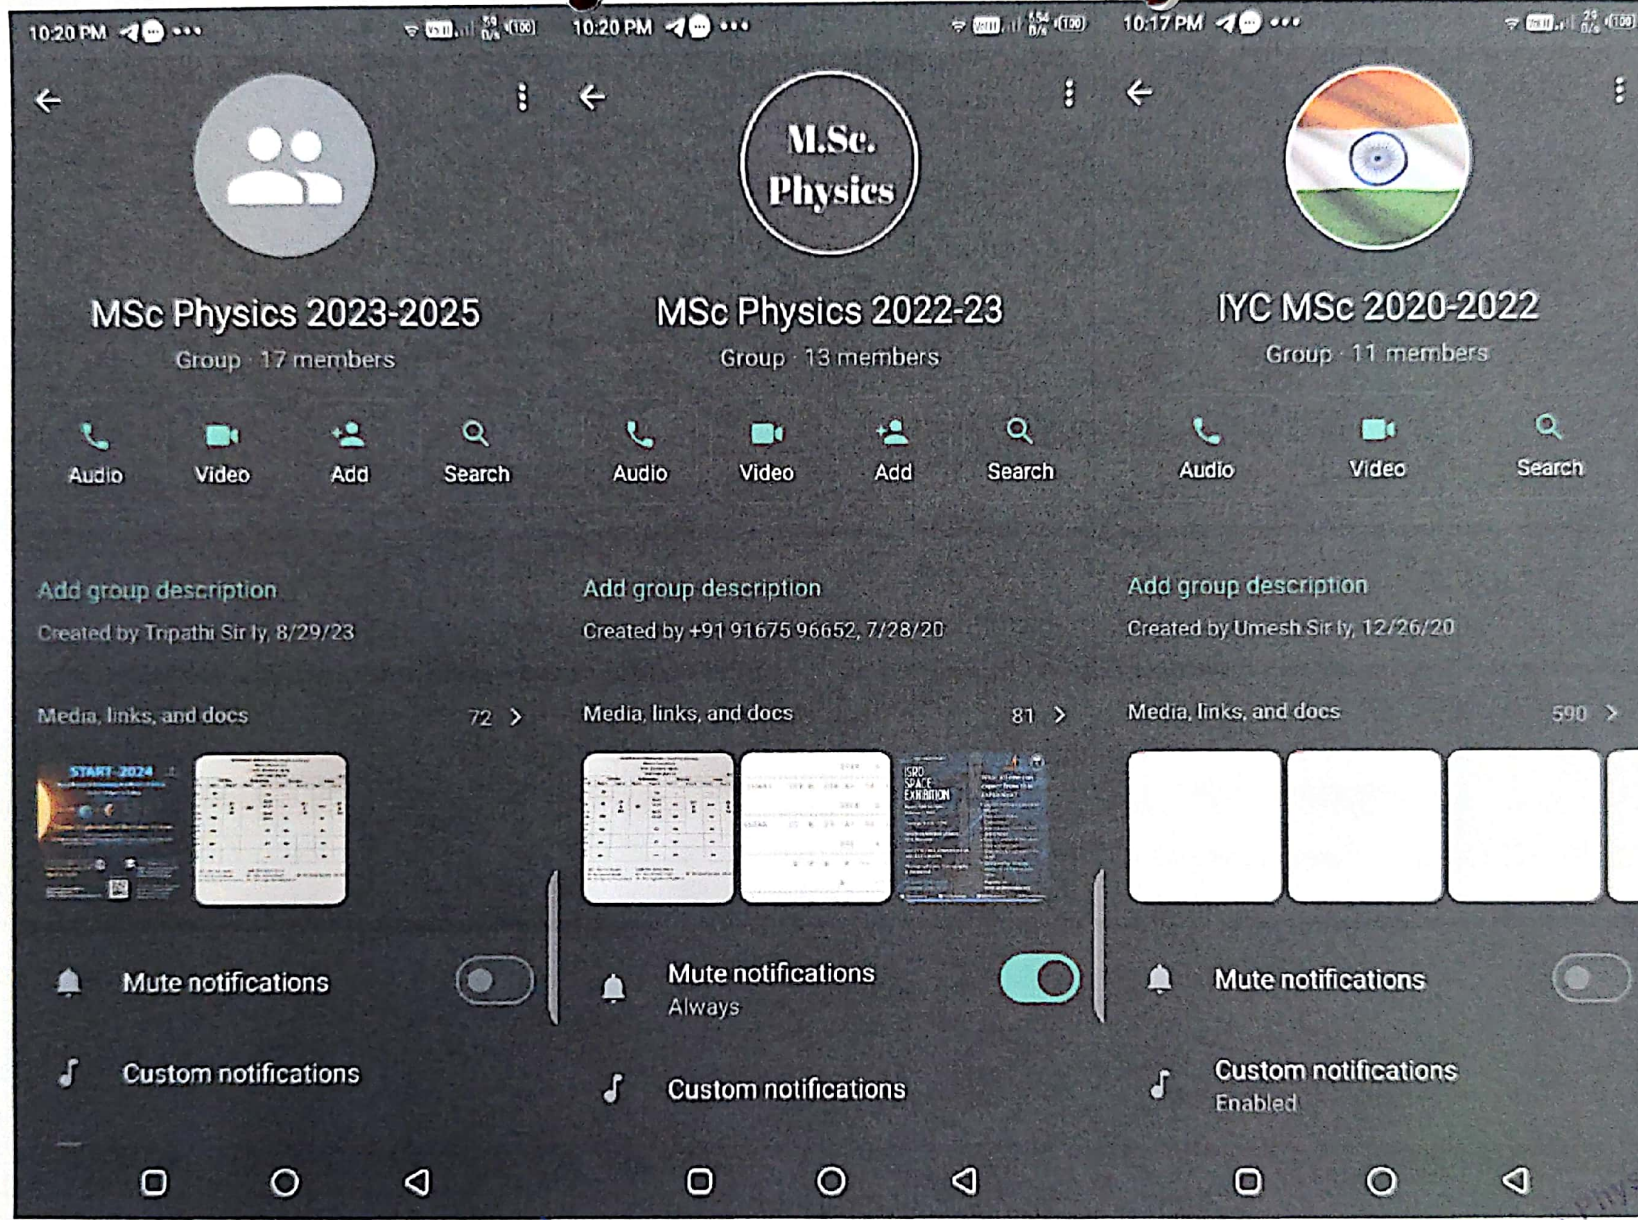 10:20 PM
MSc Physics 2023-2025
Group · 17 members
Audio
Video
Add
Search
Add group description
Created by Tripathi Sir Iy, 8/29/23
Media, links, and docs
72
START-2024
Mute notifications
Custom notifications
10:20 PM
M.Sc.
Physics
MSc Physics 2022-23
Group · 13 members
Audio
Video
Add
Search
Add group description
Created by +91 91675 96652, 7/28/20
Media, links, and docs
81
ISRO
SPACE
EXHIBITION
Mute notifications
Always
Custom notifications
10:17 PM
IYC MSc 2020-2022
Group · 11 members
Audio
Video
Search
Add group description
Created by Umesh Sir Iy, 12/26/20
Media, links, and docs
590
Mute notifications
Custom notifications
Enabled